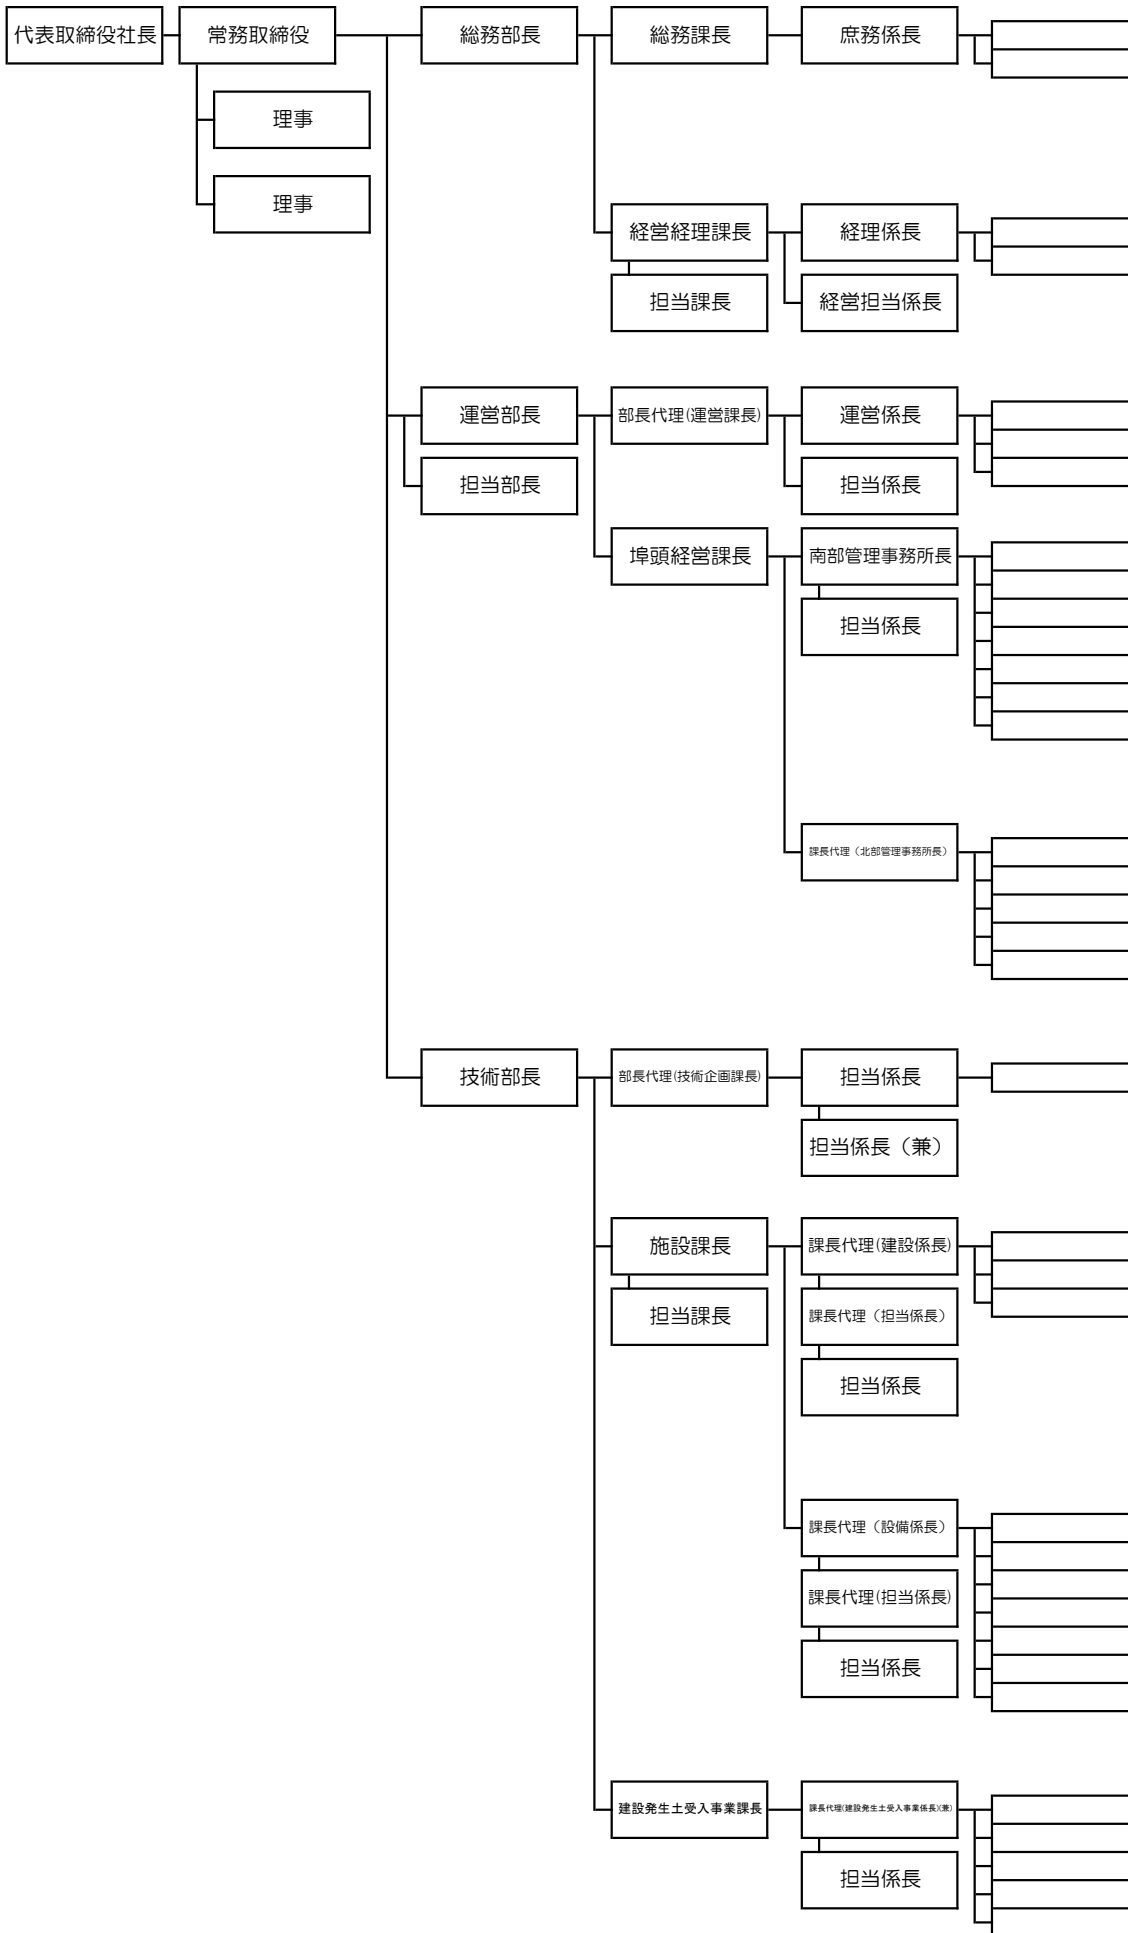 代表取締役社長
常務取締役
総務部長
総務課長
庶務係長
理事
理事
経営経理課長
経理係長
担当課長
経営担当係長
運営部長
部長代理(運営課長)
運営係長
担当部長
担当係長
埠頭経営課長
南部管理事務所長
担当係長
課長代理（北部管理事務所長）
技術部長
部長代理(技術企画課長)
担当係長
担当係長（兼）
施設課長
課長代理(建設係長)
担当課長
課長代理（担当係長）
担当係長
課長代理（設備係長）
課長代理(担当係長)
担当係長
建設発生土受入事業課長
課長代理(建設発生土受入事業係長)(兼)
担当係長